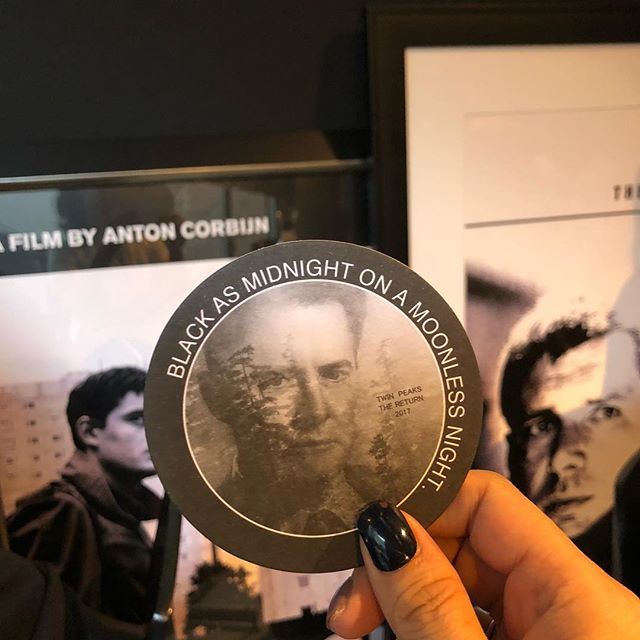 A FILM BY ANTON CORBIJN
BLACK AS MIDNIGHT ON A MOONLESS NIGHT.
TWIN PEAKS
THE RETURN
2017